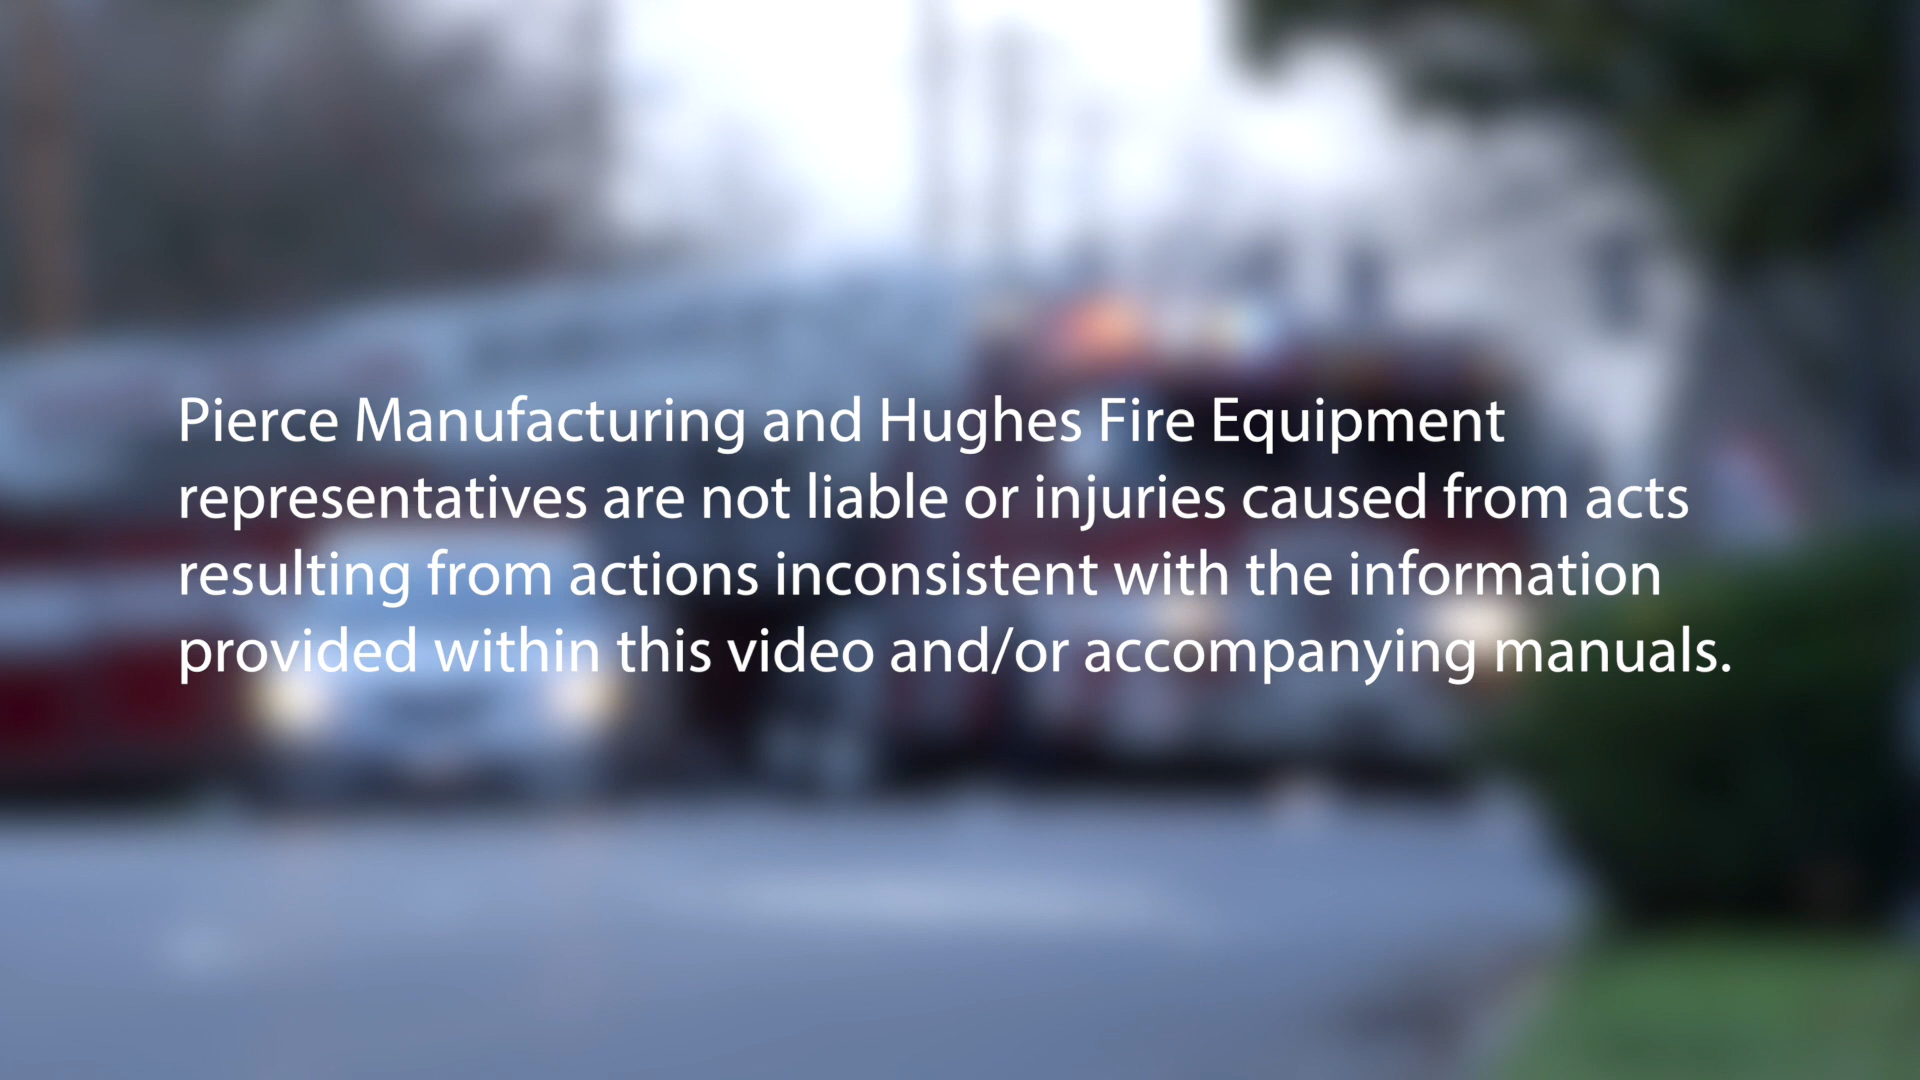 Pierce Manufacturing and Hughes Fire Equipment
representatives are not liable or injuries caused from acts
resulting from actions inconsistent with the information
provided within this video and/or accompanying manuals.